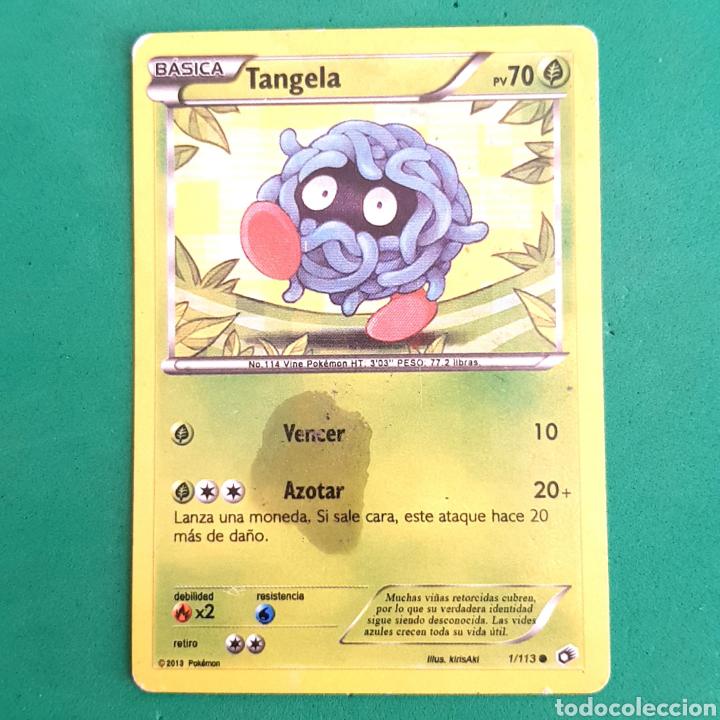 BÁSICA Tangela PV70
No.114 Vine Pokémon HT. 3'03" PESO: 77.2 libras.
Vencer 10
Azotar 20+
Lanza una moneda. Si sale cara, este ataque hace 20
más de daño.
debilidad resistencia
x2
retiro
Muchas viñas retorcidas cubren,
por lo que su verdadera identidad
sigue siendo desconocida. Las vides
azules crecen toda su vida útil.
©2013 Pokémon
Illus. kirisAki 1/113
todocoleccion